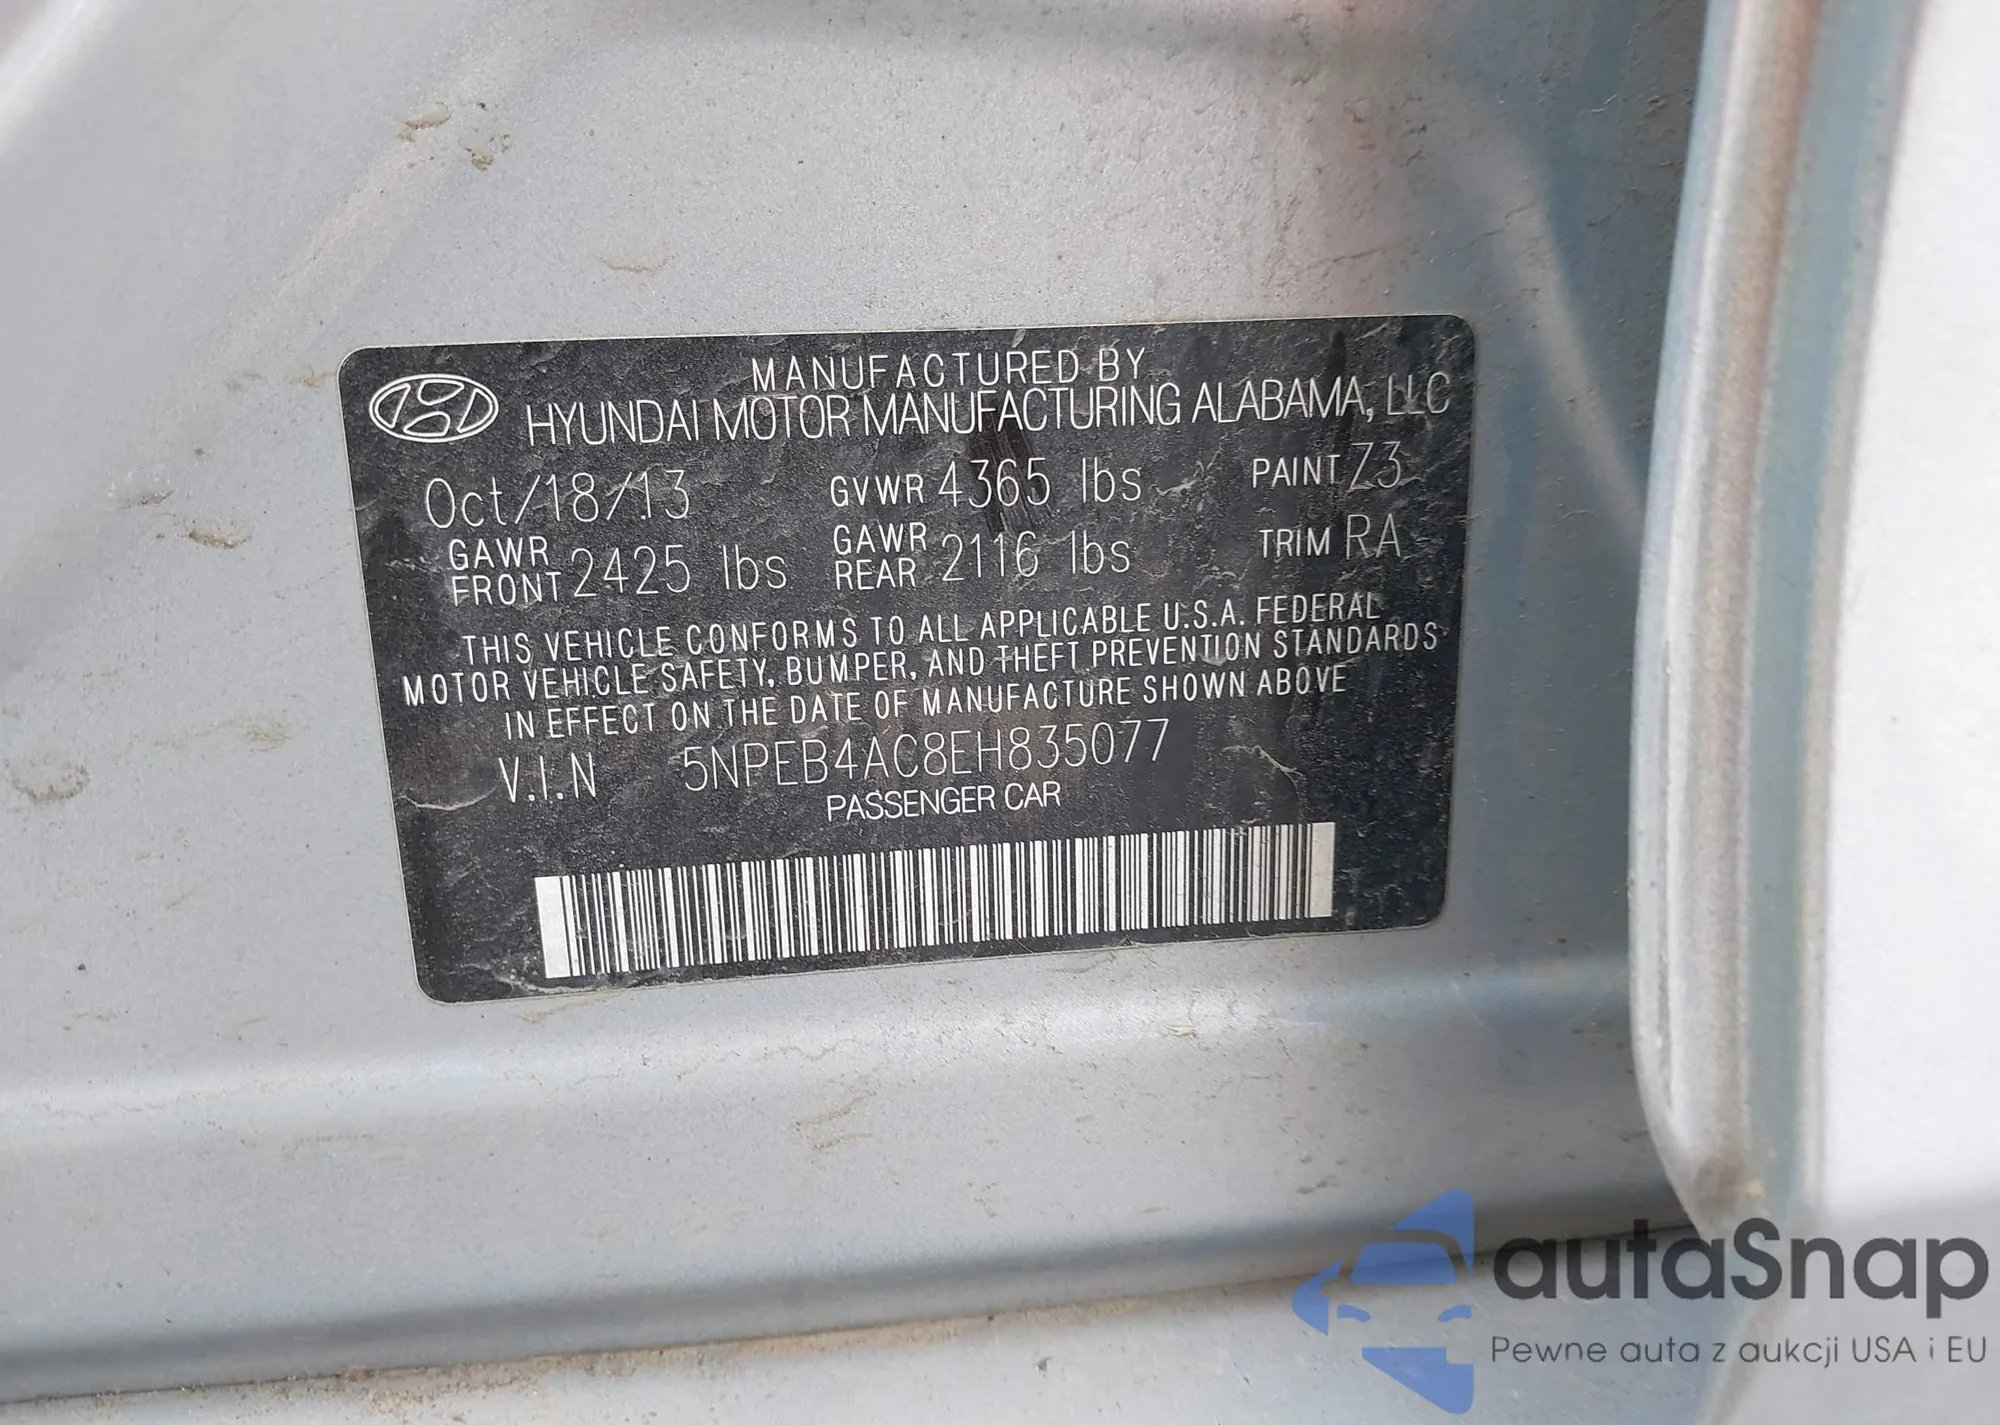 MANUFACTURED BY
HYUNDAI MOTOR MANUFACTURING ALABAMA, LLC
Oct/18/13 GVWR 4365 lbs PAINT Z3
GAWR FRONT 2425 lbs GAWR REAR 2116 lbs TRIM RA
THIS VEHICLE CONFORMS TO ALL APPLICABLE U.S.A. FEDERAL
MOTOR VEHICLE SAFETY, BUMPER, AND THEFT PREVENTION STANDARDS
IN EFFECT ON THE DATE OF MANUFACTURE SHOWN ABOVE
V.I.N 5NPEB4AC8EH835077
PASSENGER CAR
autaSnap
Pewne auta z aukcji USA i EU